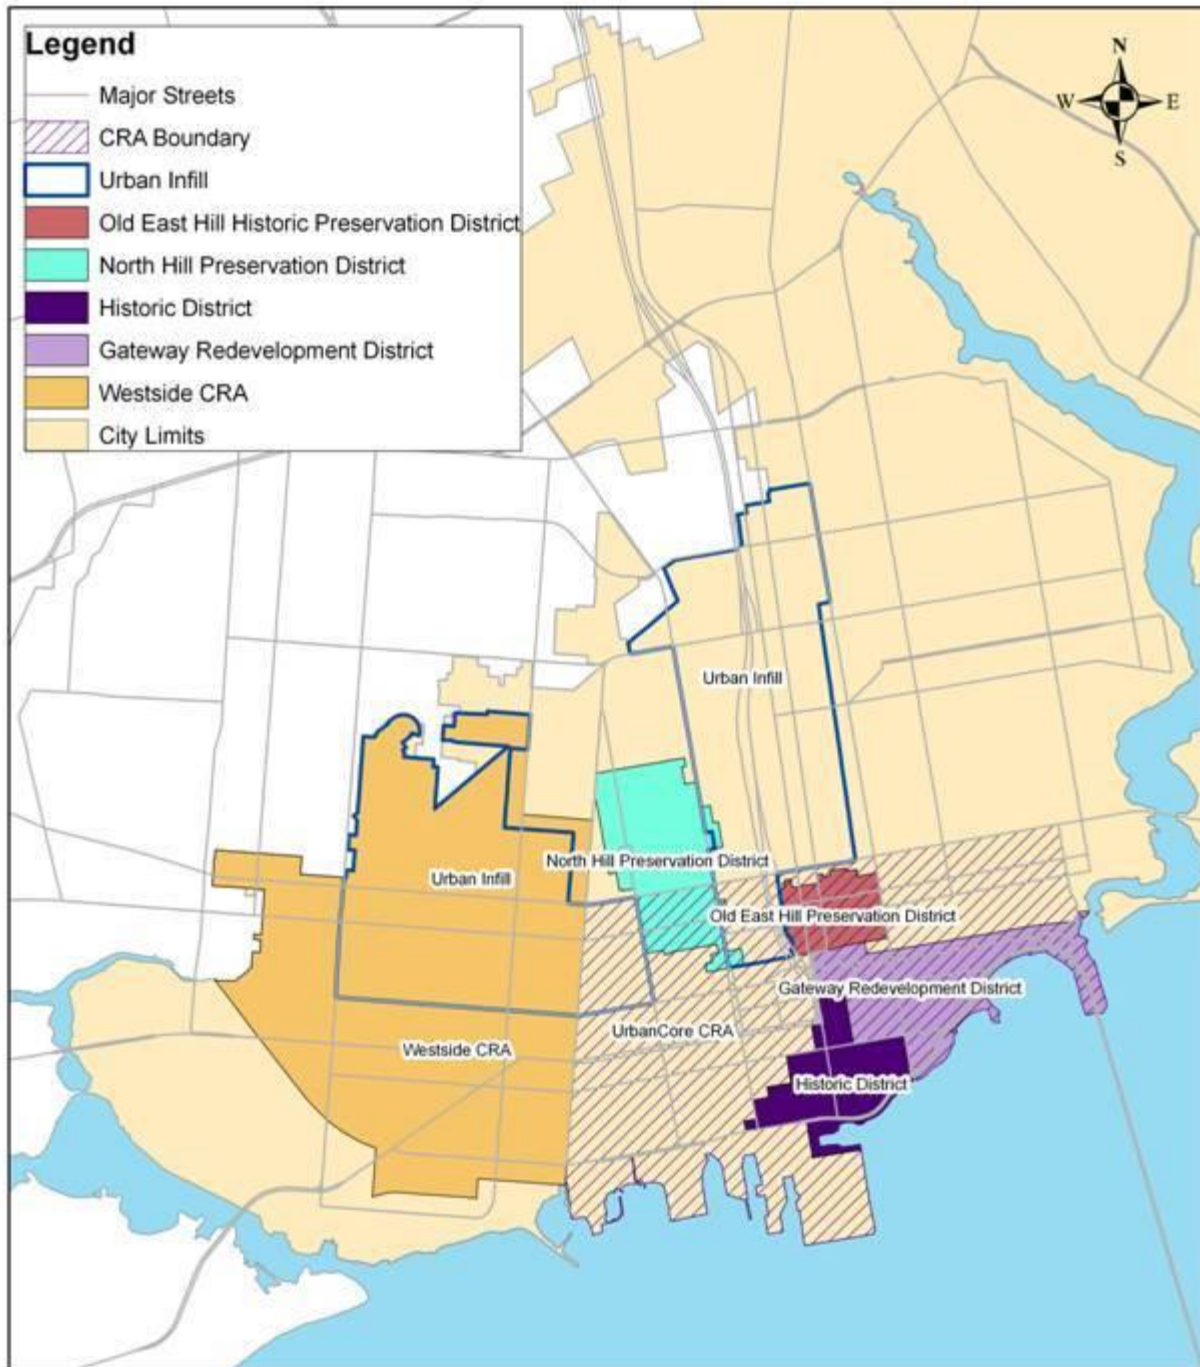 Legend
Major Streets
CRA Boundary
Urban Infill
Old East Hill Historic Preservation District
North Hill Preservation District
Historic District
Gateway Redevelopment District
Westside CRA
City Limits
N
W E
S
Urban Infill
North Hill Preservation District
Urban Infill
Old East Hill Preservation District
Gateway Redevelopment District
UrbanCore CRA
Westside CRA
Historic District